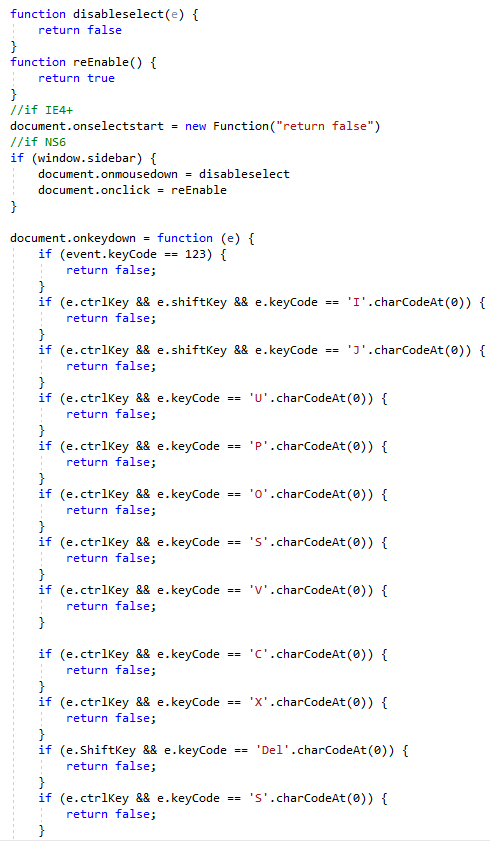 function disableselect(e) {
    return false
}
function reEnable() {
    return true
}
//if IE4+
document.onselectstart = new Function("return false")
//if NS6
if (window.sidebar) {
    document.onmousedown = disableselect
    document.onclick = reEnable
}

document.onkeydown = function (e) {
    if (event.keyCode == 123) {
        return false;
    }
    if (e.ctrlKey && e.shiftKey && e.keyCode == 'I'.charCodeAt(0)) {
        return false;
    }
    if (e.ctrlKey && e.shiftKey && e.keyCode == 'J'.charCodeAt(0)) {
        return false;
    }
    if (e.ctrlKey && e.keyCode == 'U'.charCodeAt(0)) {
        return false;
    }
    if (e.ctrlKey && e.keyCode == 'P'.charCodeAt(0)) {
        return false;
    }
    if (e.ctrlKey && e.keyCode == 'O'.charCodeAt(0)) {
        return false;
    }
    if (e.ctrlKey && e.keyCode == 'S'.charCodeAt(0)) {
        return false;
    }
    if (e.ctrlKey && e.keyCode == 'V'.charCodeAt(0)) {
        return false;
    }

    if (e.ctrlKey && e.keyCode == 'C'.charCodeAt(0)) {
        return false;
    }
    if (e.ctrlKey && e.keyCode == 'X'.charCodeAt(0)) {
        return false;
    }
    if (e.ShiftKey && e.keyCode == 'Del'.charCodeAt(0)) {
        return false;
    }
    if (e.ctrlKey && e.keyCode == 'S'.charCodeAt(0)) {
        return false;
    }